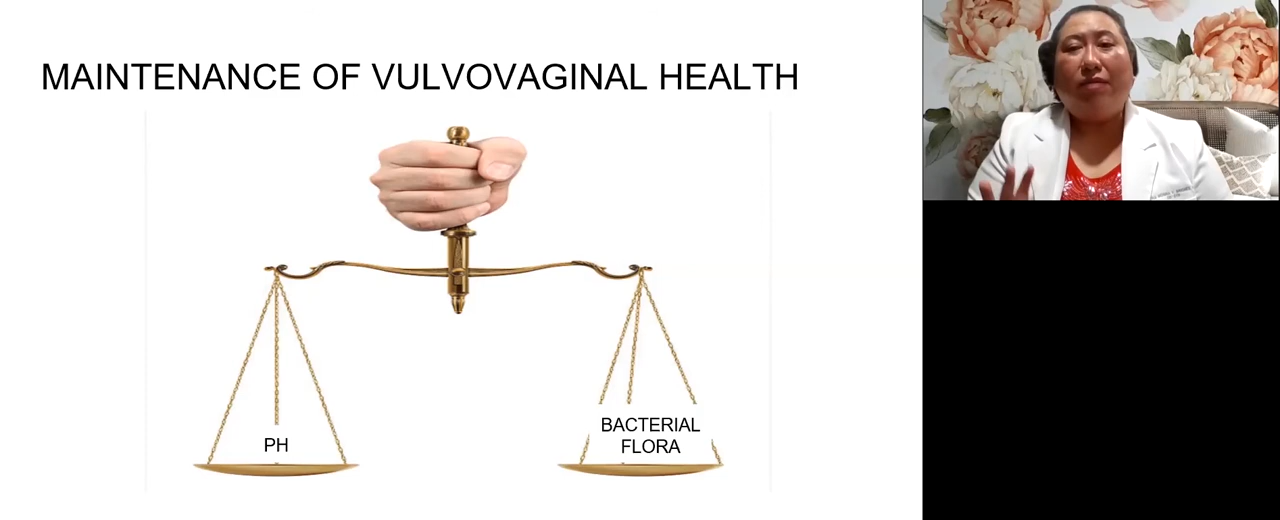 MAINTENANCE OF VULVOVAGINAL HEALTH
PH
BACTERIAL
FLORA